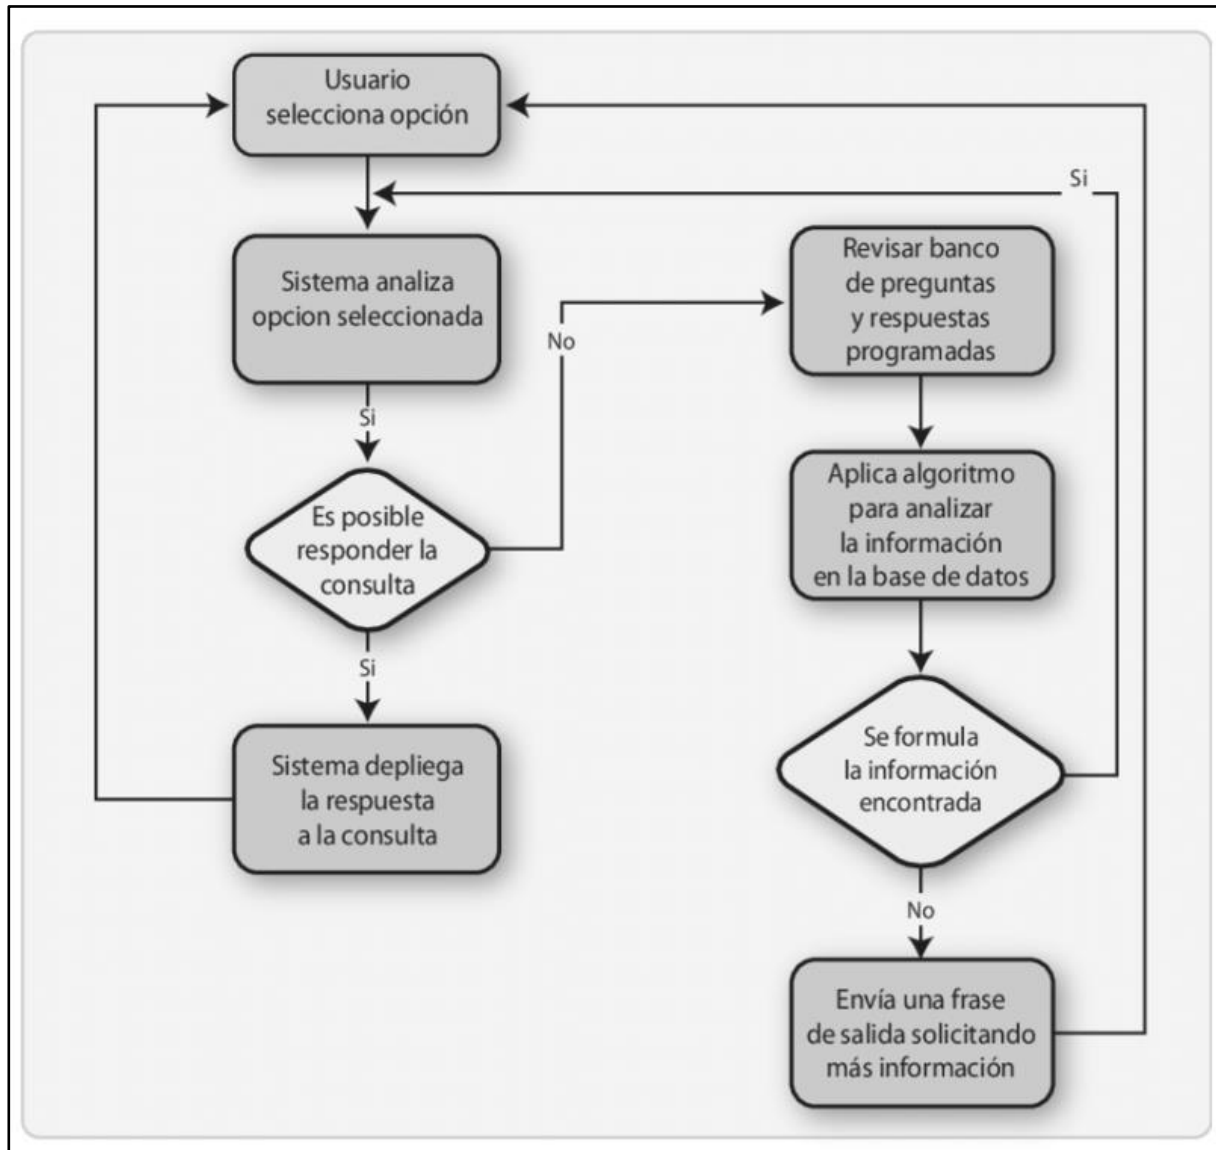 Usuario
selecciona opción
Si
Sistema analiza
opcion seleccionada
Si
No
Es posible
responder la
consulta
Si
Sistema depliega
la respuesta
a la consulta
Revisar banco
de preguntas
y respuestas
programadas
Aplica algoritmo
para analizar
la información
en la base de datos
Se formula
la información
encontrada
No
Envía una frase
de salida solicitando
más información